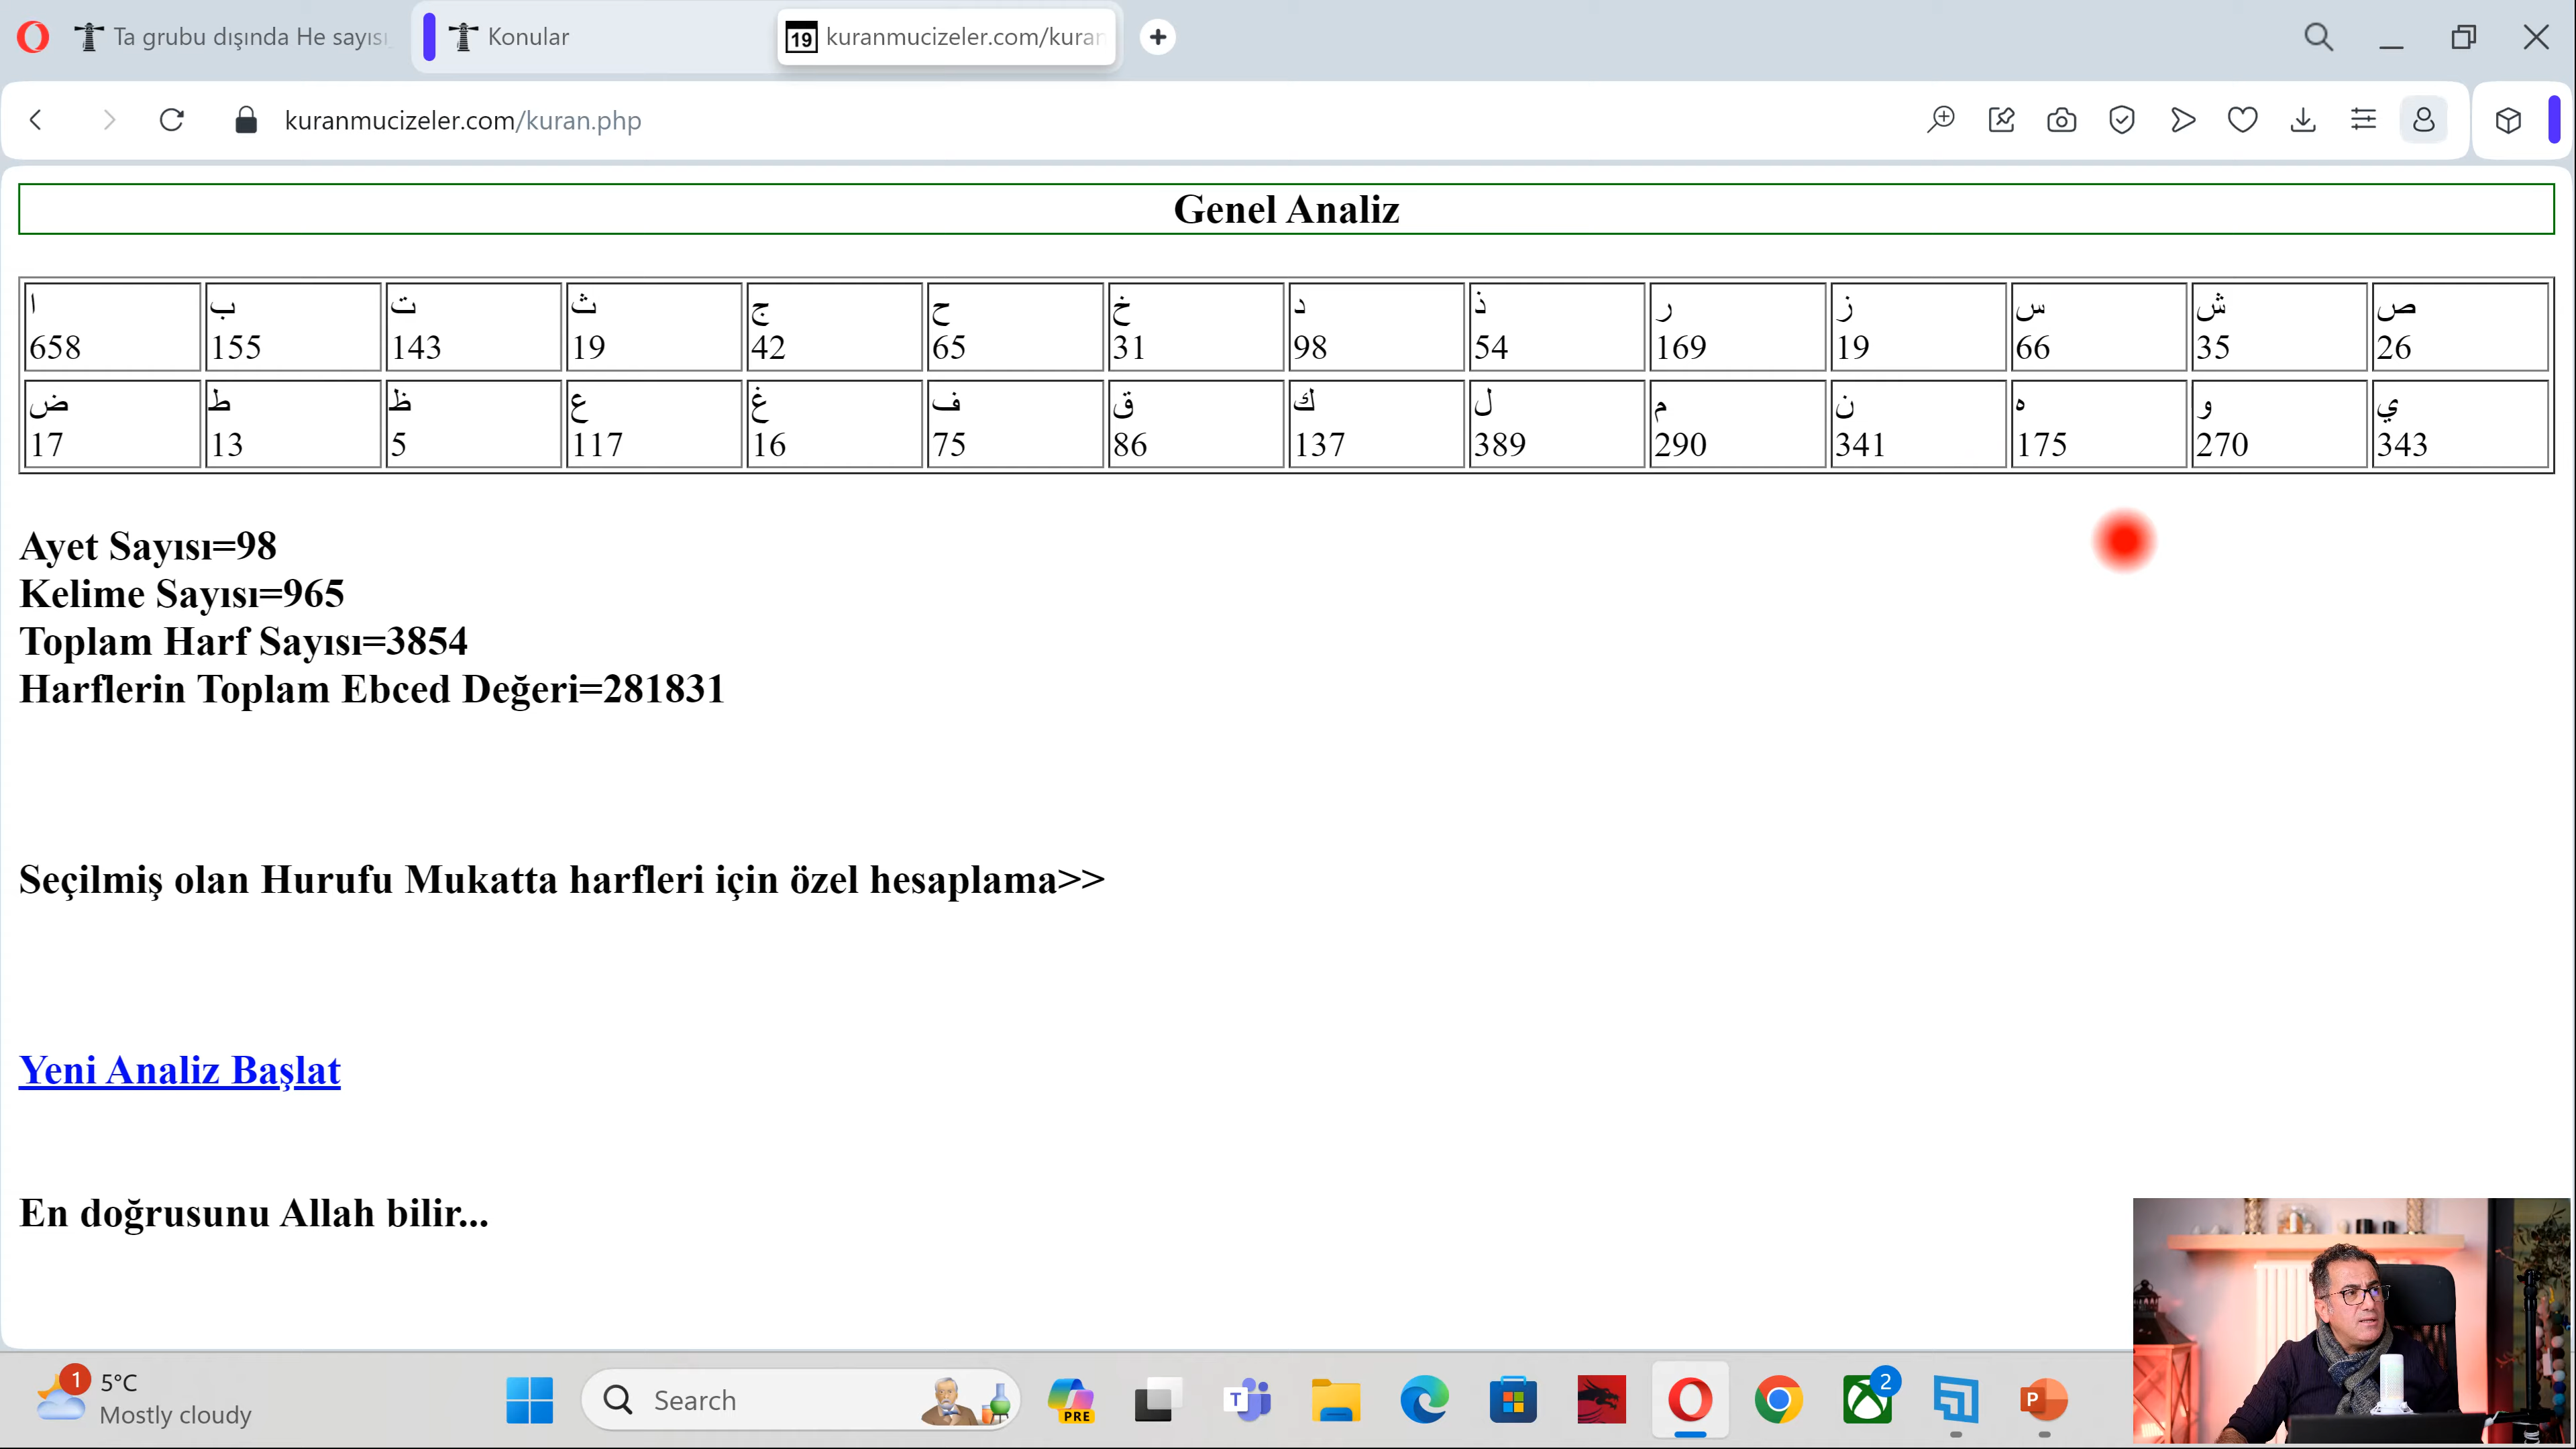 Ta grubu dışında He sayısı
Konular
19
kuranmucizeler.com/kuran
kuranmucizeler.com/kuran.php
Genel Analiz
ا ب ت ث ج ح خ د ذ ر ز س ش ص
658 155 143 19 42 65 31 98 54 169 19 66 35 26
ض ط ظ ع غ ف ق ك ل م ن ه و ي
17 13 5 117 16 75 86 137 389 290 341 175 270 343
Ayet Sayısı=98
Kelime Sayısı=965
Toplam Harf Sayısı=3854
Harflerin Toplam Ebced Değeri=281831
Seçilmiş olan Hurufu Mukatta harfleri için özel hesaplama>>
Yeni Analiz Başlat
En doğrusunu Allah bilir...
1
5°C
Mostly cloudy
Search
PRE
T
2
P